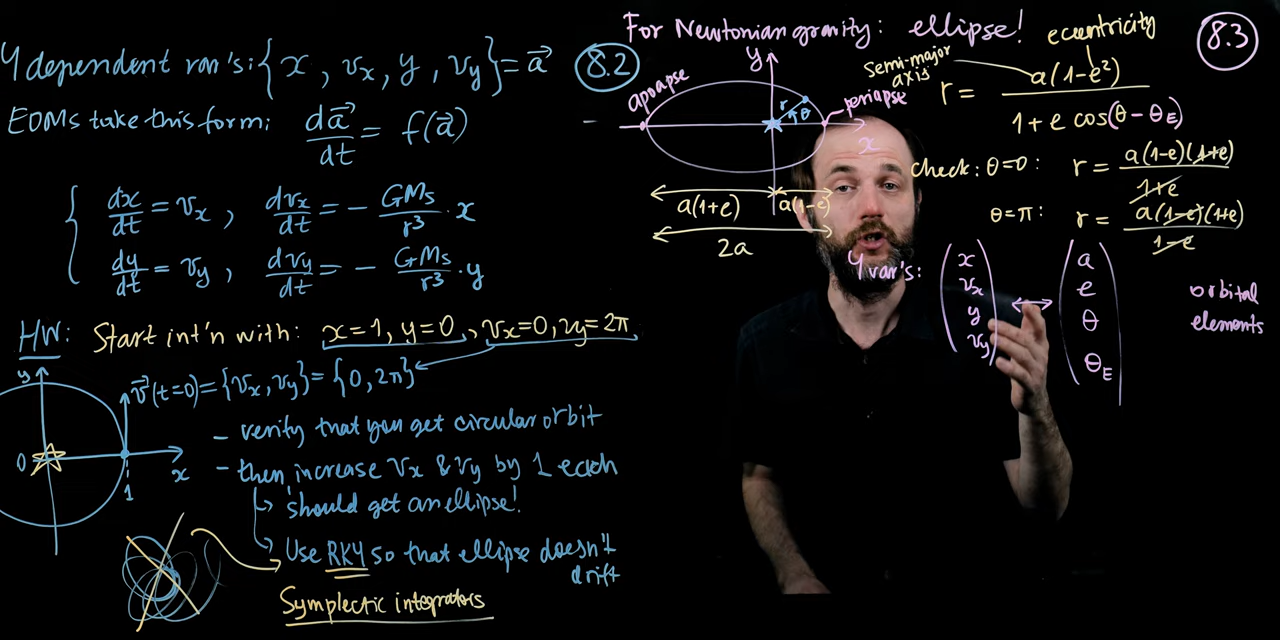 4 dependent var's: { x , vx , y , vy } = a⃗
8.2
EOMs take this form: da⃗/dt = f(a⃗)
dx/dt = vx , dvx/dt = - GMs/r³ · x
dy/dt = vy , dvy/dt = - GMs/r³ · y
HW: Start int'n with: x=1, y=0 , vx=0, vy=2π
y
v⃗(t=0) = {vx, vy} = {0, 2π}
0
x
1
- verify that you get circular orbit
- then increase vx & vy by 1 each
↳ should get an ellipse!
↳ Use RK4 so that ellipse doesn't
drift
Symplectic integrators
For Newtonian gravity: ellipse!
8.3
eccentricity
Semi-major
axis
r = a(1-e²) / 1 + e cos(θ - θE)
y
apoapse
r
θ
periapse
x
a(1+e)
a(1-e)
2a
check: θ=0: r = a(1-e)(1+e) / 1+e
θ=π: r = a(1-e)(1+e) / 1-e
4 var's: ( x vx y vy ) ↔ ( a e θ θE )
orbital
elements